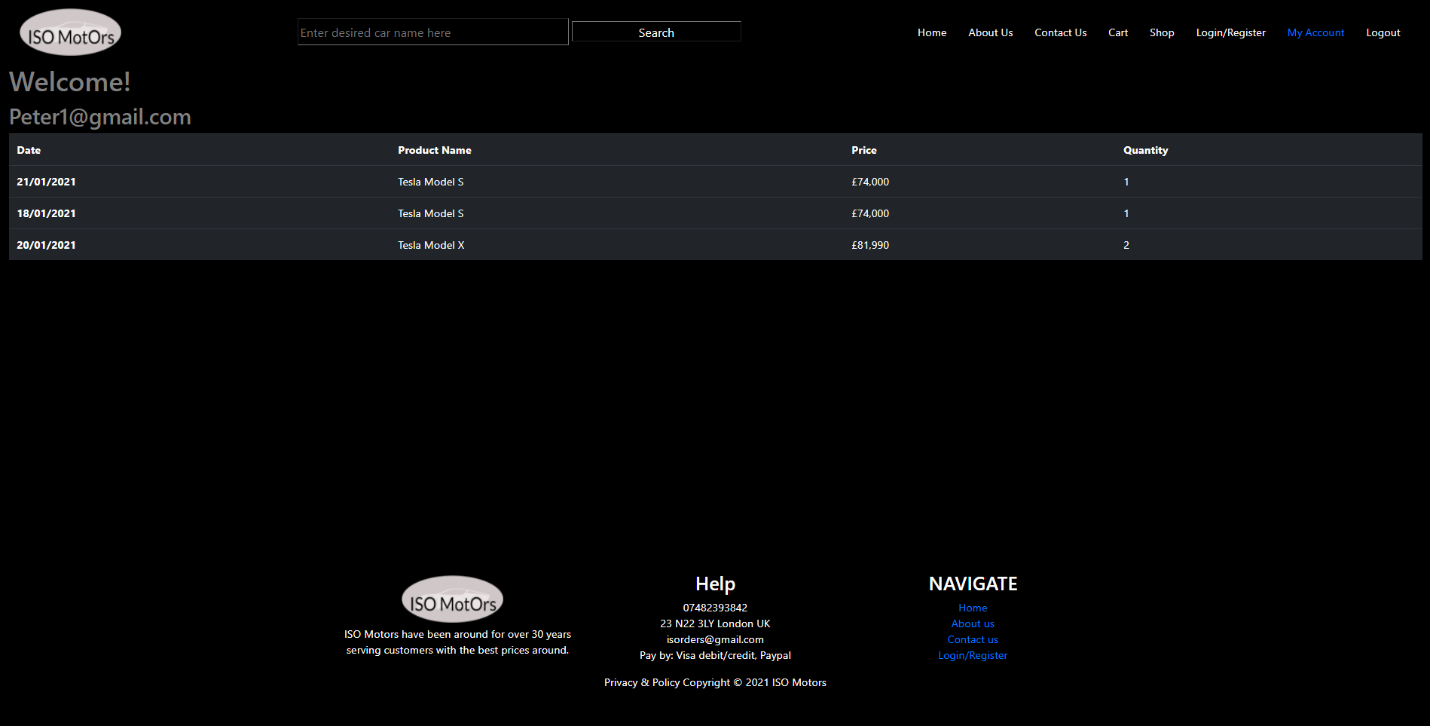 ISO MotOrs
Enter desired car name here
Search
Home About Us Contact Us Cart Shop Login/Register My Account Logout
Welcome!
Peter1@gmail.com
Date Product Name Price Quantity
21/01/2021 Tesla Model S £74,000 1
18/01/2021 Tesla Model S £74,000 1
20/01/2021 Tesla Model X £81,990 2
ISO MotOrs
ISO Motors have been around for over 30 years
serving customers with the best prices around.
Help
07482393842
23 N22 3LY London UK
isorders@gmail.com
Pay by: Visa debit/credit, Paypal
NAVIGATE
Home
About us
Contact us
Login/Register
Privacy & Policy Copyright © 2021 ISO Motors